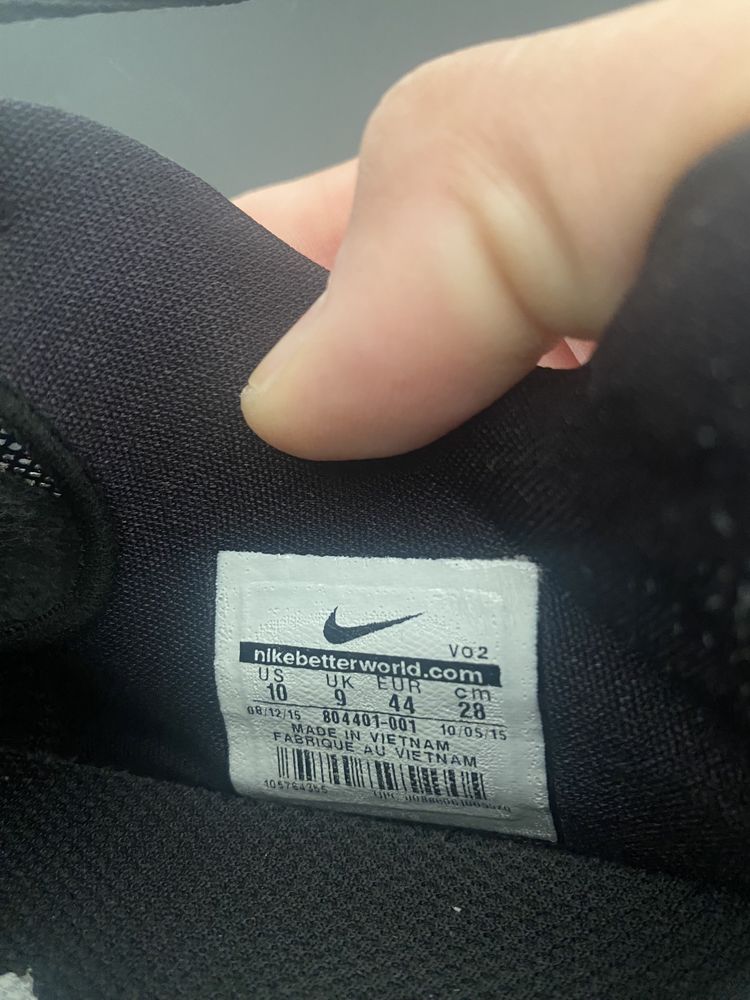 Vo2
nikebetterworld.com
US UK EUR cm
10 9 44 28
08/12/15 804401-001 10/05/15
MADE IN VIETNAM
FABRIQUE AU VIETNAM
UPC